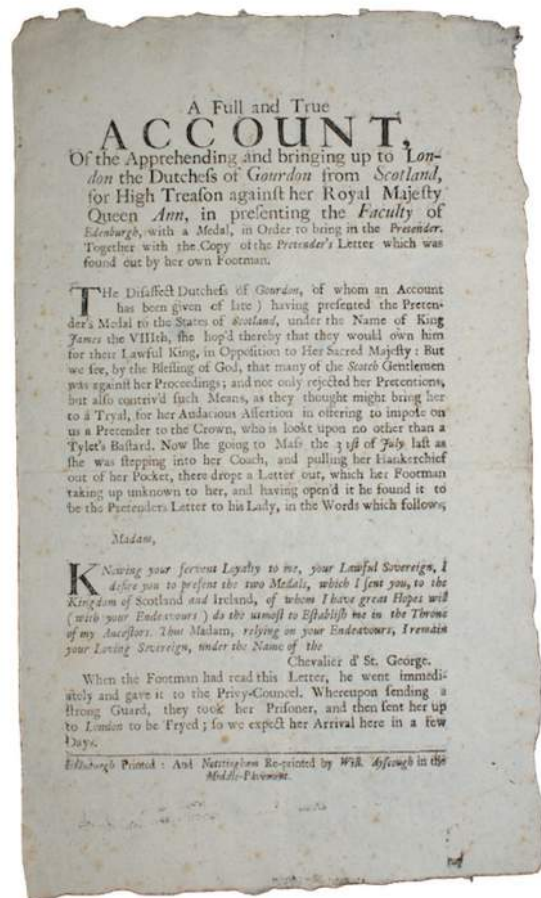 A Full and True
ACCOUNT,
Of the Apprehending and bringing up to Lon-
don the Dutcheſs of Gourdon from Scotland,
for High Treaſon againſt her Royal Majeſty
Queen Ann, in preſenting the Faculty of
Edenburgh, with a Medal, in Order to bring in the Pretender.
Together with the Copy of the Pretender's Letter which was
found out by her own Footman.
THe Diſaffect Dutcheſs of Gourdon, (of whom an Account
has been given of late) having preſented the Preten-
der's Medal to the States of Scotland, under the Name of King
James the VIIIth, ſhe hop'd thereby that they would own him
for their Lawful King, in Oppoſition to Her Sacred Majeſty: But
we ſee, by the Bleſſing of God, that many of the Scotch Gentlemen
was againſt her Proceedings; and not only rejected her Pretentions,
but alſo contriv'd ſuch Means, as they thought might bring her
to a Tryal, for her Audacious Aſſertion in offering to impoſe on
us a Pretender to the Crown, who is lookt upon no other than a
Tyler's Baſtard. Now ſhe going to Maſs the 31ſt of July laſt as
ſhe was ſtepping into her Coach, and pulling her Hankerchief
out of her Pocket, there dropt a Letter out, which her Footman
taking up unknown to her, and having open'd it he found it to
be the Pretenders Letter to his Lady, in the Words which follows;
Madam,
KNowing your fervent Loyalty to me, your Lawful Sovereign, I
deſire you to preſent the two Medals, which I ſent you, to the
Kingdom of Scotland and Ireland, of whom I have great Hopes will
(with your Endeavours) do the utmoſt to Eſtabliſh me in the Throne
of my Anceſtors. Thus Madam, relying on your Endeavours, I remain
your Loving Sovereign, under the Name of the
Chevalier d' St. George.
When the Footman had read this Letter, he went immedi-
ately and gave it to the Privy-Councel. Whereupon ſending a
ſtrong Guard, they took her Priſoner, and then ſent her up
to London to be Tryed; ſo we expect her Arrival here in a few
Days.
Edinburgh Printed: And Nottingham Re-printed by Will. Ayſcough in the
Middle-Pavement.